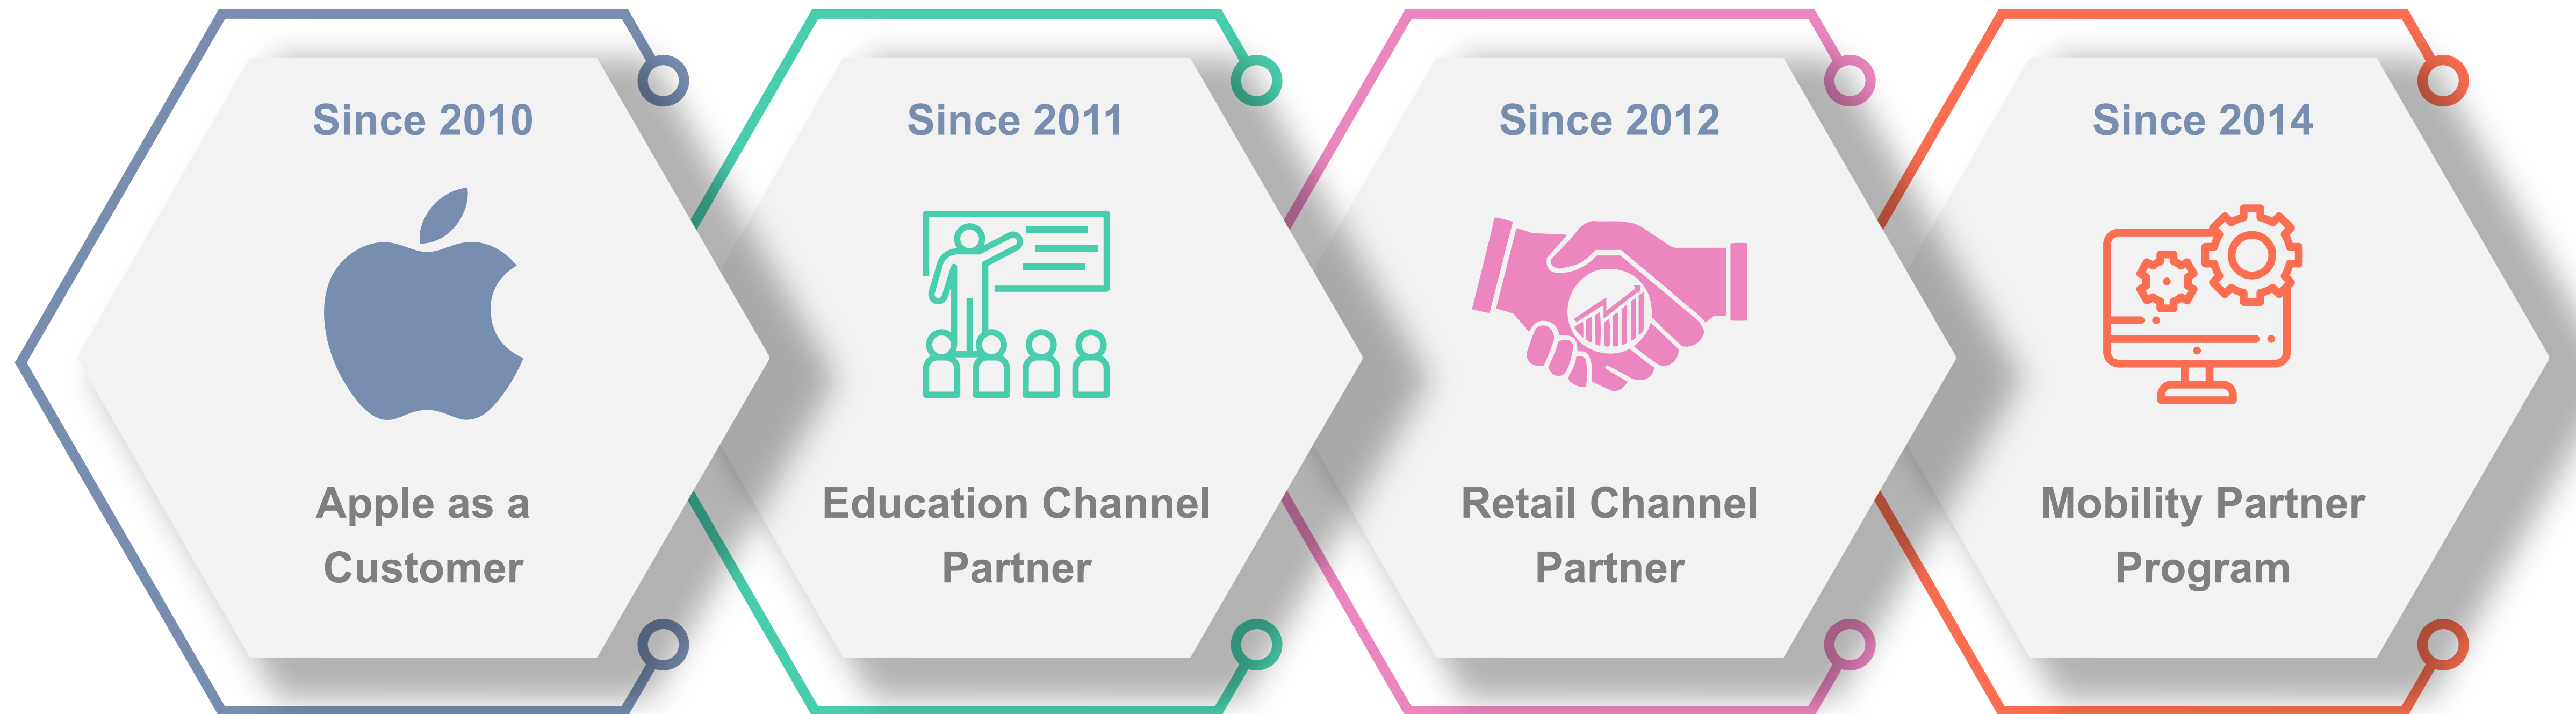 Since 2010
Apple as a
Customer
Since 2011
Education Channel
Partner
Since 2012
Retail Channel
Partner
Since 2014
Mobility Partner
Program